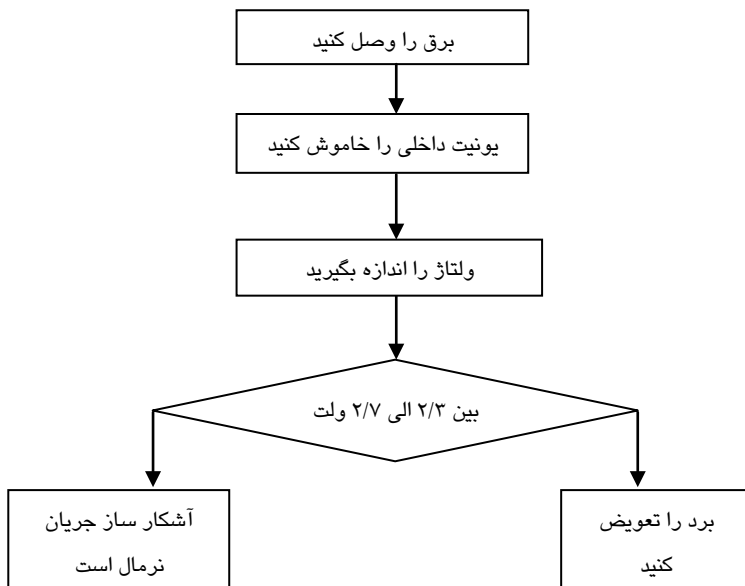 برق را وصل کنید
یونیت داخلی را خاموش کنید
ولتاژ را اندازه بگیرید
بین ۲/۳ الی ۲/۷ ولت
برد را تعویض
کنید
آشکار ساز جریان
نرمال است